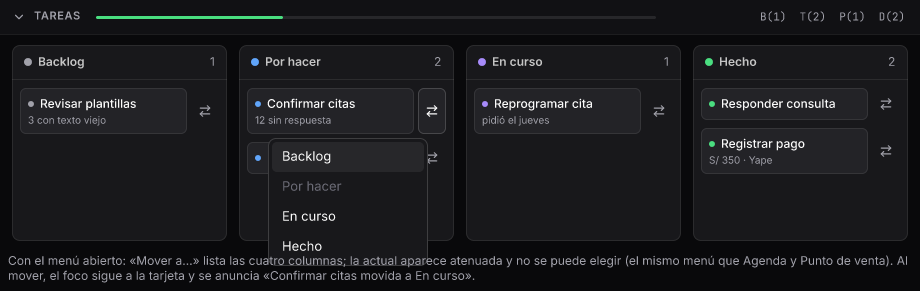 TAREAS
B(1) T(2) P(1) D(2)
Backlog 1
Revisar plantillas
3 con texto viejo
Por hacer 2
Confirmar citas
12 sin respuesta
Backlog
Por hacer
En curso
Hecho
En curso 1
Reprogramar cita
pidió el jueves
Hecho 2
Responder consulta
Registrar pago
S/ 350 · Yape
Con el menú abierto: «Mover a…» lista las cuatro columnas; la actual aparece atenuada y no se puede elegir (el mismo menú que Agenda y Punto de venta). Al
mover, el foco sigue a la tarjeta y se anuncia «Confirmar citas movida a En curso».